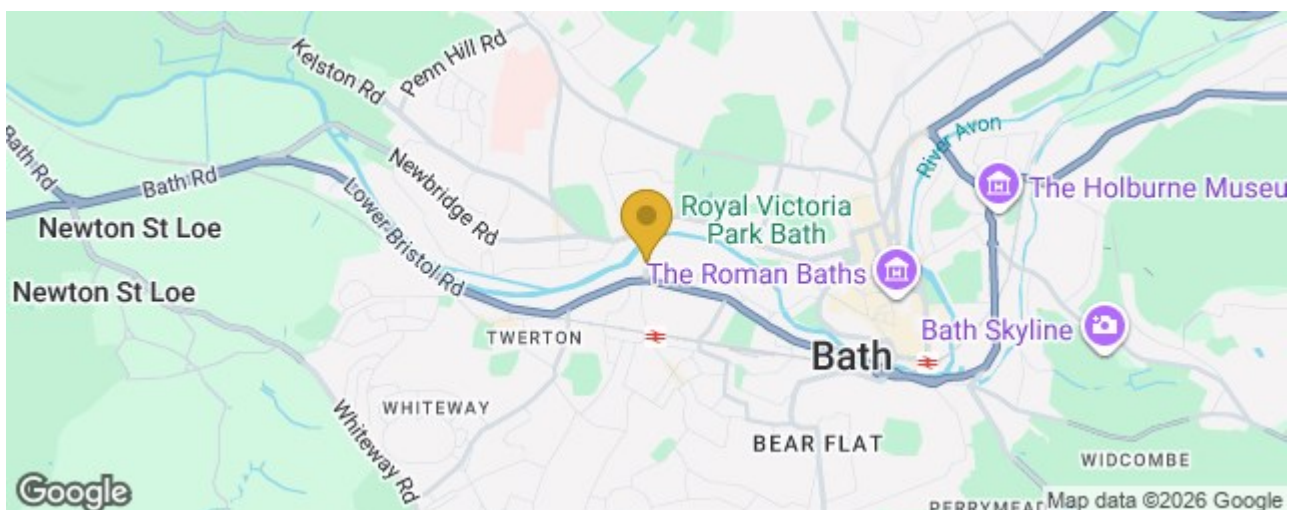 Kelston Rd
Penn Hill Rd
River Avon
Bath Rd
Bath Rd
Newbridge Rd
Lower Bristol Rd
The Holburne Museu
Royal Victoria
Park Bath
Newton St Loe
The Roman Baths
Newton St Loe
TWERTON
Bath Skyline
Bath
WHITEWAY
Whiteway Rd
BEAR FLAT
WIDCOMBE
PERRYMEAD
Google
Map data ©2026 Google